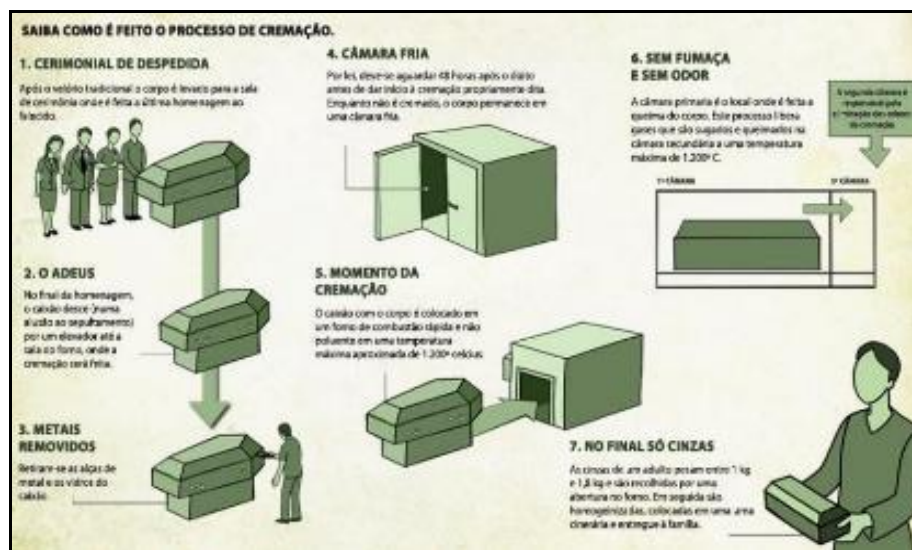 SAIBA COMO É FEITO O PROCESSO DE CREMAÇÃO.
1. CERIMONIAL DE DESPEDIDA
Após o velório tradicional o corpo é levado para a sala
de cerimônia onde é feita a última homenagem ao
falecido.
2. O ADEUS
No final da homenagem,
o caixão desce (numa
alusão ao sepultamento)
por um elevador até a
sala do forno, onde a
cremação será feita.
3. METAIS
REMOVIDOS
Retiram-se as alças de
metal e os vidros do
caixão.
4. CÂMARA FRIA
Por lei, deve-se aguardar 48 horas após o óbito
antes de dar início à cremação propriamente dita.
Enquanto não é cremado, o corpo permanece em
uma câmara fria.
5. MOMENTO DA
CREMAÇÃO
O caixão com o corpo é colocado em
um forno de combustão rápida e não
poluente em uma temperatura
máxima aproximada de 1.200º celcius
6. SEM FUMAÇA
E SEM ODOR
A câmara primaria é o local onde é feita a
queima do corpo. Este processo libera
gases que são sugados e queimados na
câmara secundária a uma temperatura
máxima de 1.200º C.
A segunda câmara é
responsável pela
da cremação
1ª CÂMARA
2ª CÂMARA
7. NO FINAL SÓ CINZAS
As cinzas de um adulto pesam entre 1 kg
e 1,8 kg e são recolhidas por uma
abertura no forno. Em seguida são
homogeinizadas, colocadas em uma urna
cinerária e entregue à família.